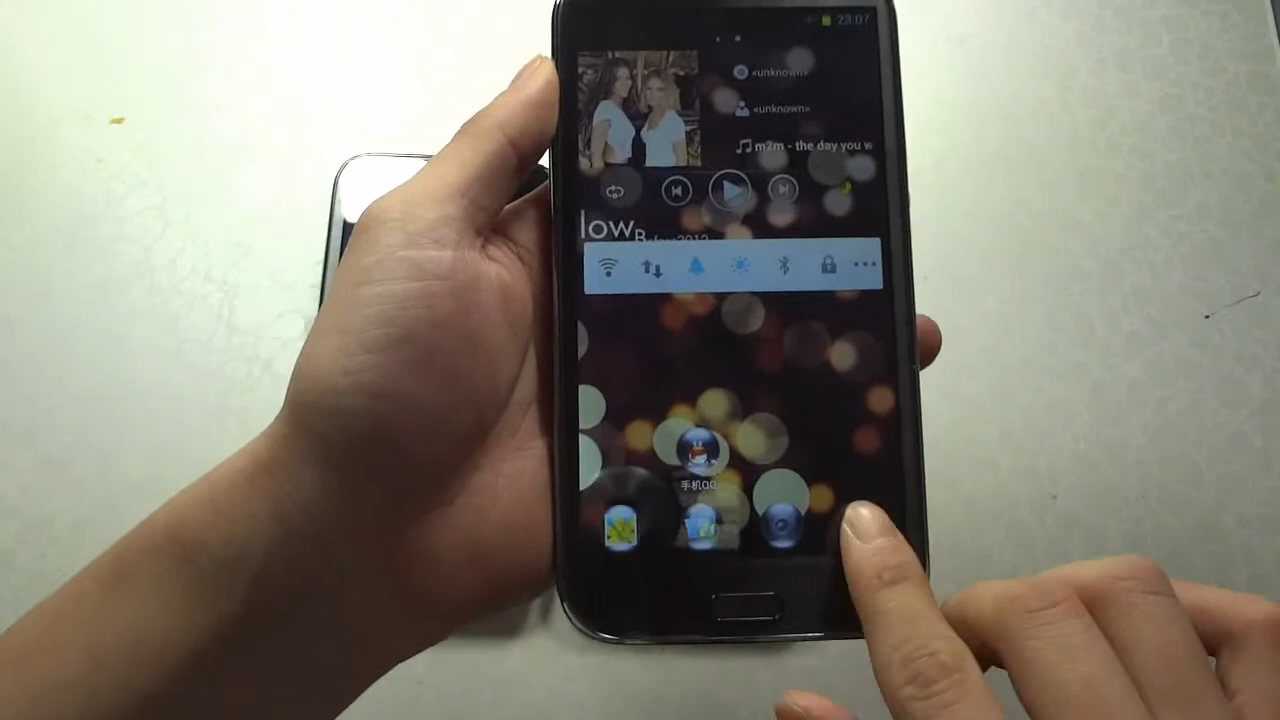 23:07
<unknown>
<unknown>
m2m - the day you w
low
手机QQ